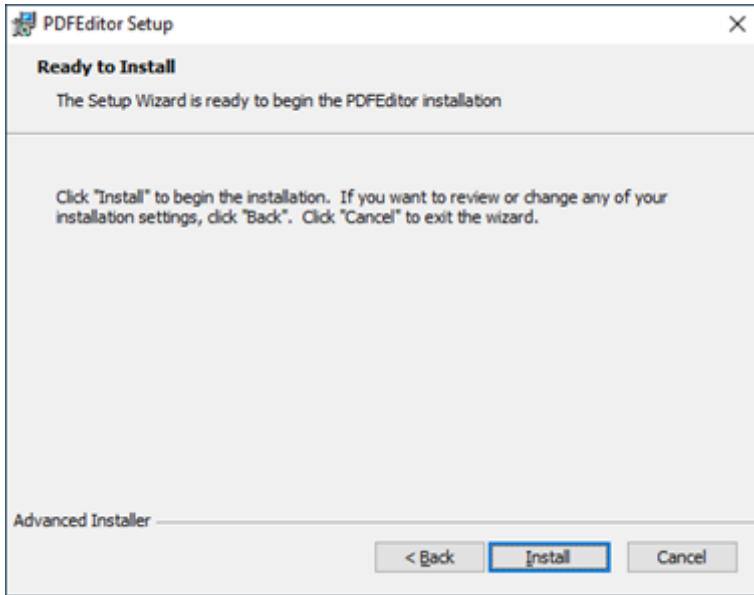 PDFEditor Setup
Ready to Install
The Setup Wizard is ready to begin the PDFEditor installation
Click "Install" to begin the installation. If you want to review or change any of your
installation settings, click "Back". Click "Cancel" to exit the wizard.
Advanced Installer
< Back Install Cancel